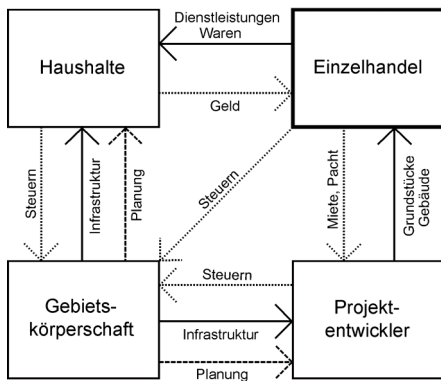 Dienstleistungen
Waren
Haushalte
Einzelhandel
Geld
Steuern
Infrastruktur
Planung
Steuern
Miete, Pacht
Grundstücke
Gebäude
Gebiets-
körperschaft
Steuern
Projekt-
entwickler
Infrastruktur
Planung